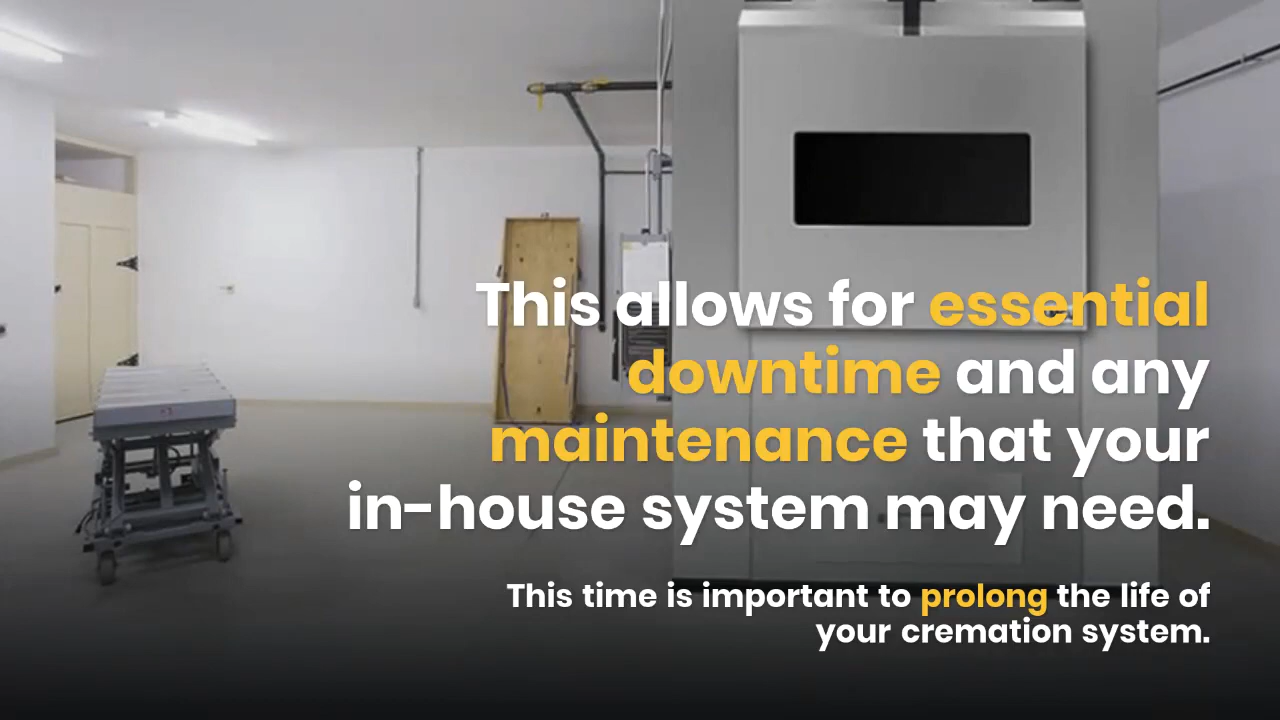 This allows for essential
downtime and any
maintenance that your
in-house system may need.
This time is important to prolong the life of
your cremation system.